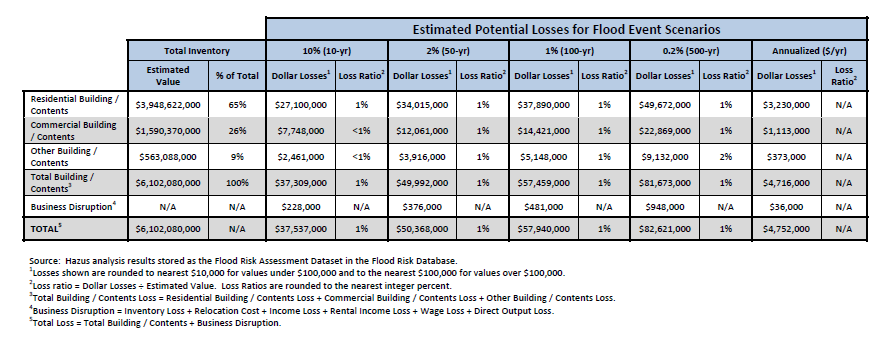 Estimated Potential Losses for Flood Event Scenarios
Total Inventory 10% (10-yr) 2% (50-yr) 1% (100-yr) 0.2% (500-yr) Annualized ($/yr)
Estimated Value % of Total Dollar Losses1 Loss Ratio2 Dollar Losses1 Loss Ratio2 Dollar Losses1 Loss Ratio2 Dollar Losses1 Loss Ratio2 Dollar Losses1 Loss Ratio2
Residential Building / Contents $3,948,622,000 65% $27,100,000 1% $34,015,000 1% $37,890,000 1% $49,672,000 1% $3,230,000 N/A
Commercial Building / Contents $1,590,370,000 26% $7,748,000 <1% $12,061,000 1% $14,421,000 1% $22,869,000 1% $1,113,000 N/A
Other Building / Contents $563,088,000 9% $2,461,000 <1% $3,916,000 1% $5,148,000 1% $9,132,000 2% $373,000 N/A
Total Building / Contents3 $6,102,080,000 100% $37,309,000 1% $49,992,000 1% $57,459,000 1% $81,673,000 1% $4,716,000 N/A
Business Disruption4 N/A N/A $228,000 N/A $376,000 N/A $481,000 N/A $948,000 N/A $36,000 N/A
TOTAL5 $6,102,080,000 N/A $37,537,000 1% $50,368,000 1% $57,940,000 1% $82,621,000 1% $4,752,000 N/A
Source: Hazus analysis results stored as the Flood Risk Assessment Dataset in the Flood Risk Database.
1Losses shown are rounded to nearest $10,000 for values under $100,000 and to the nearest $100,000 for values over $100,000.
2Loss ratio = Dollar Losses ÷ Estimated Value. Loss Ratios are rounded to the nearest integer percent.
3Total Building / Contents Loss = Residential Building / Contents Loss + Commercial Building / Contents Loss + Other Building / Contents Loss.
4Business Disruption = Inventory Loss + Relocation Cost + Income Loss + Rental Income Loss + Wage Loss + Direct Output Loss.
5Total Loss = Total Building / Contents + Business Disruption.